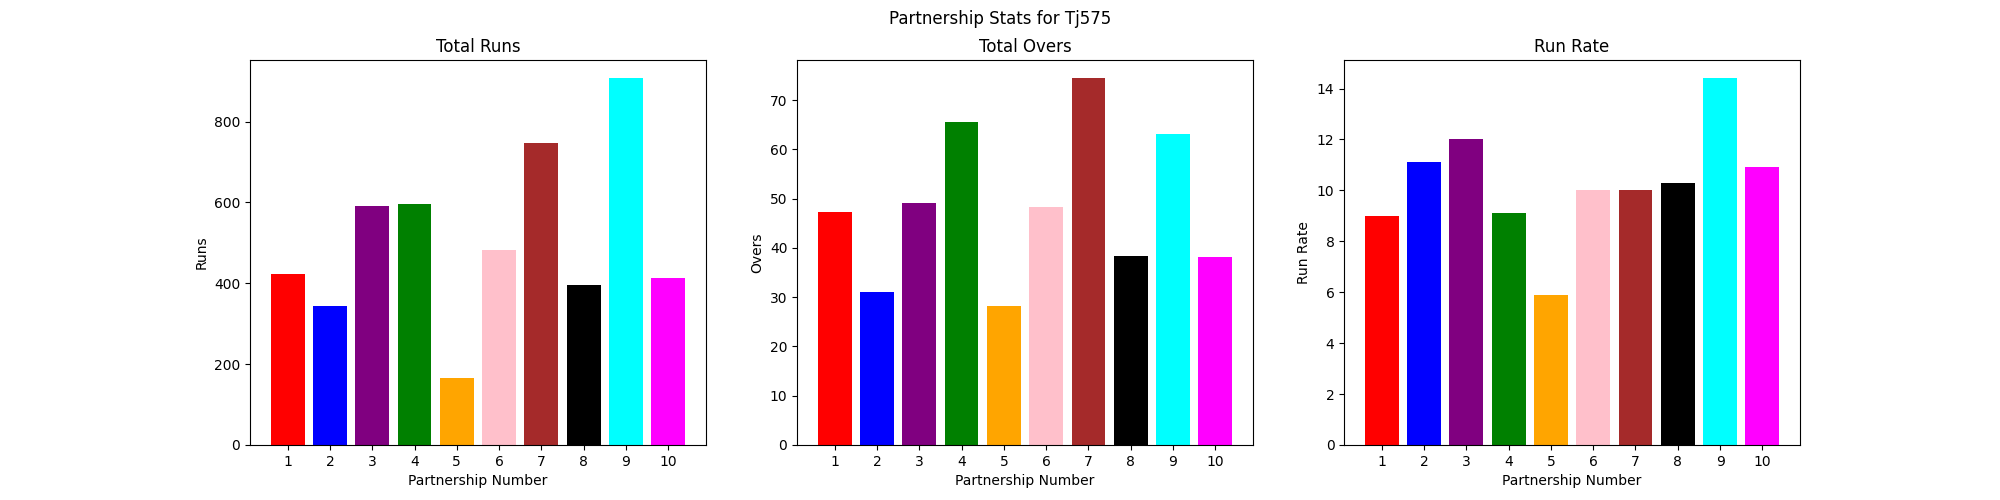 Partnership Stats for Tj575
Total Runs
Runs
0
200
400
600
800
1 2 3 4 5 6 7 8 9 10
Partnership Number
Total Overs
Overs
0
10
20
30
40
50
60
70
1 2 3 4 5 6 7 8 9 10
Partnership Number
Run Rate
Run Rate
0
2
4
6
8
10
12
14
1 2 3 4 5 6 7 8 9 10
Partnership Number